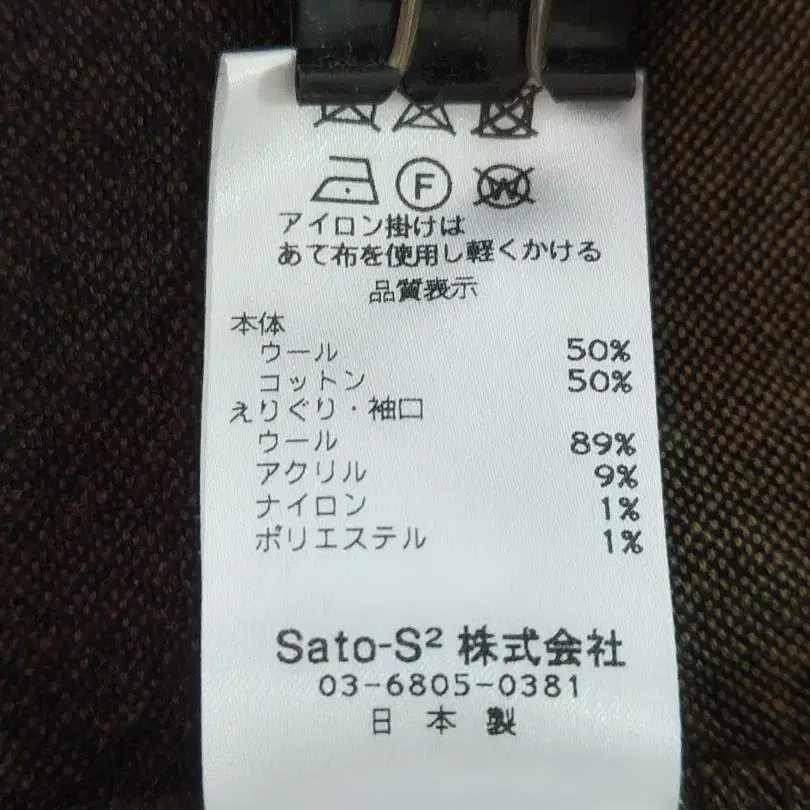 F W
アイロン掛けは
あて布を使用し軽くかける
品質表示
本体
ウール 50%
コットン 50%
えりぐり・袖口
ウール 89%
アクリル 9%
ナイロン 1%
ポリエステル 1%
Sato-S² 株式会社
03-6805-0381
日本製